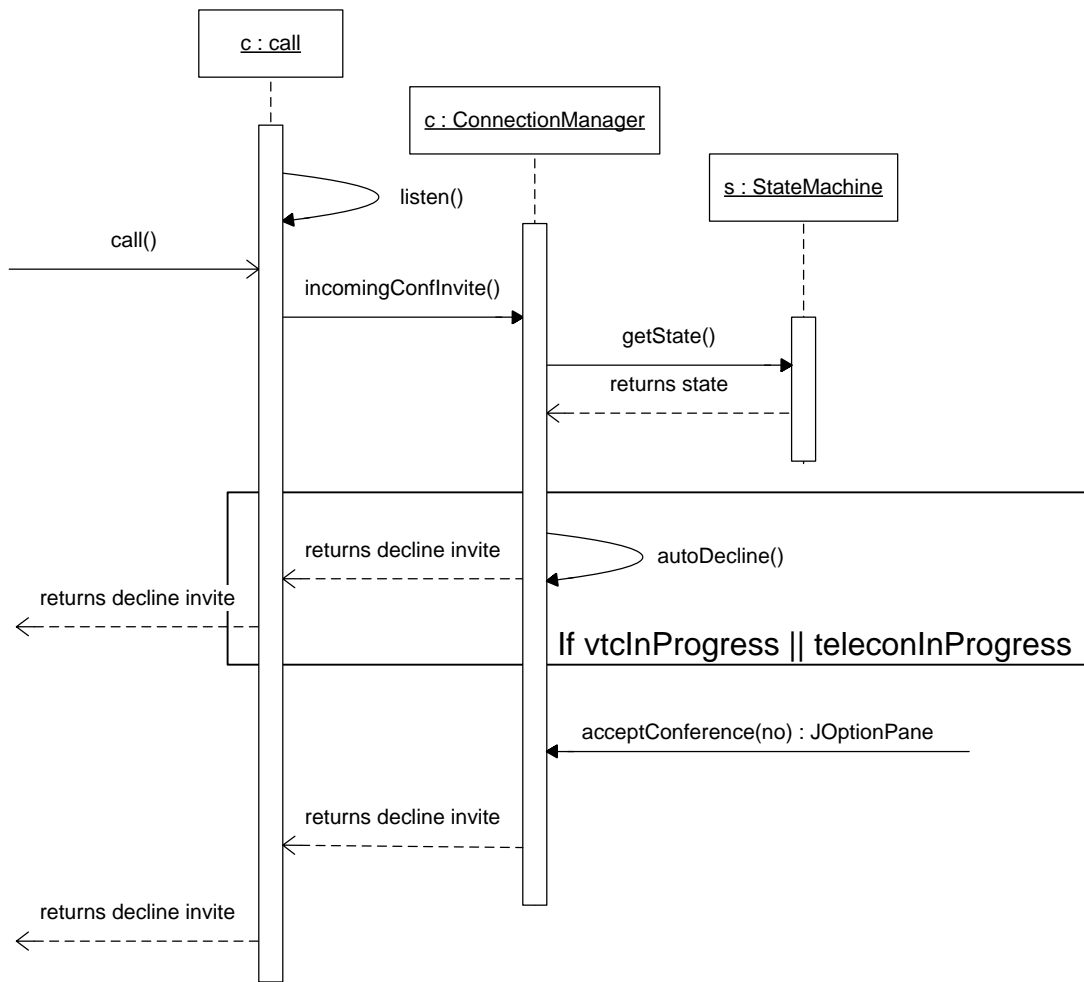 c : call
c : ConnectionManager
s : StateMachine
listen()
call()
incomingConfInvite()
getState()
returns state
returns decline invite
autoDecline()
returns decline invite
If vtcInProgress || teleconInProgress
acceptConference(no) : JOptionPane
returns decline invite
returns decline invite